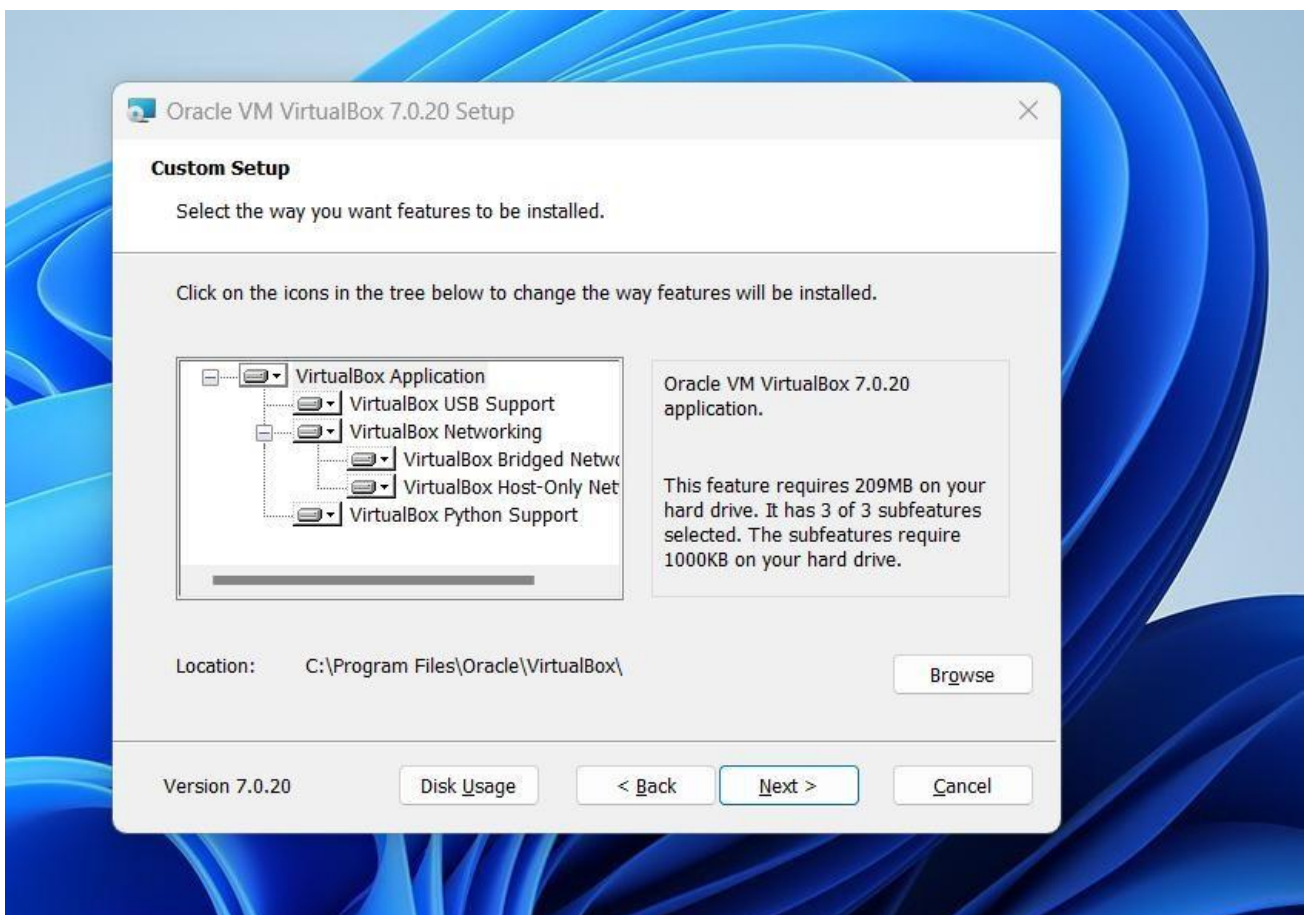 Oracle VM VirtualBox 7.0.20 Setup
Custom Setup
Select the way you want features to be installed.
Click on the icons in the tree below to change the way features will be installed.
VirtualBox Application
VirtualBox USB Support
VirtualBox Networking
VirtualBox Bridged Netwo
VirtualBox Host-Only Net
VirtualBox Python Support
Oracle VM VirtualBox 7.0.20
application.
This feature requires 209MB on your
hard drive. It has 3 of 3 subfeatures
selected. The subfeatures require
1000KB on your hard drive.
Location: C:\Program Files\Oracle\VirtualBox\
Browse
Version 7.0.20
Disk Usage
< Back
Next >
Cancel